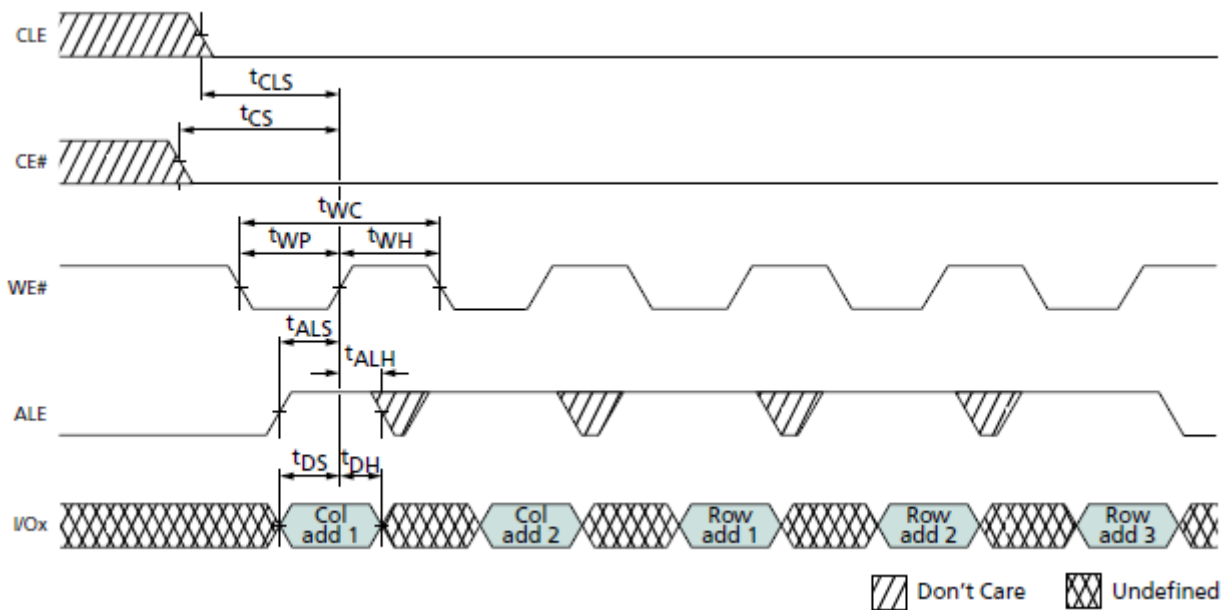 CLE
tCLS
tCS
CE#
tWC
tWP
tWH
WE#
tALS
tALH
ALE
tDS
tDH
I/Ox
Col
add 1
Col
add 2
Row
add 1
Row
add 2
Row
add 3
Don't Care
Undefined